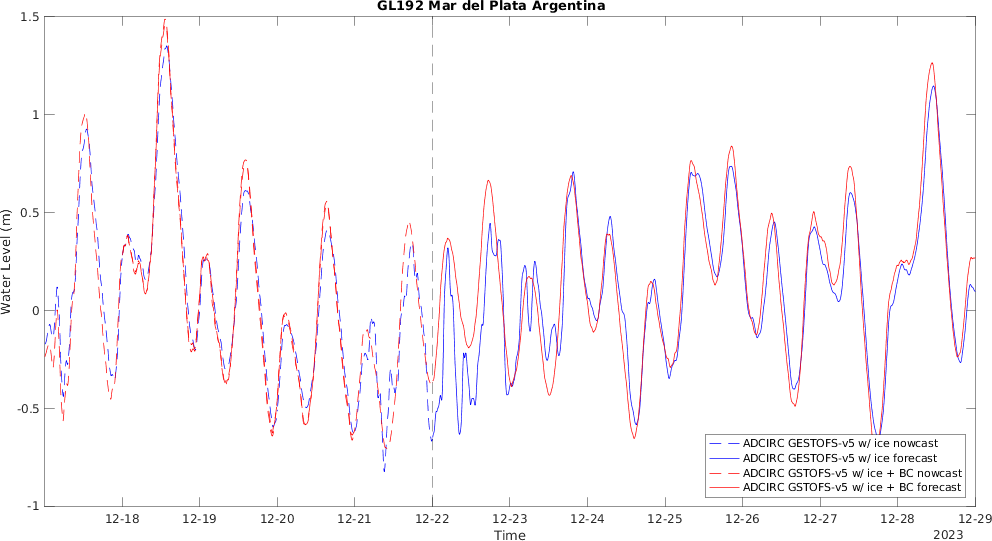 GL192 Mar del Plata Argentina
1.5
1
0.5
0
-0.5
-1
Water Level (m)
ADCIRC GESTOFS-v5 w/ ice nowcast
ADCIRC GESTOFS-v5 w/ ice forecast
ADCIRC GSTOFS-v5 w/ ice + BC nowcast
ADCIRC GSTOFS-v5 w/ ice + BC forecast
12-18 12-19 12-20 12-21 12-22 12-23 12-24 12-25 12-26 12-27 12-28 12-29
Time
2023